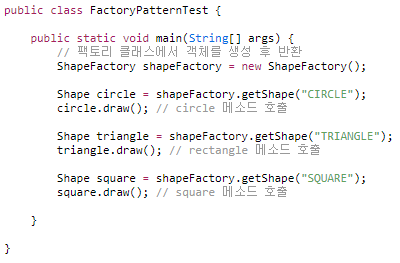 public class FactoryPatternTest {
public static void main(String[] args) {
// 팩토리 클래스에서 객체를 생성 후 반환
ShapeFactory shapeFactory = new ShapeFactory();
Shape circle = shapeFactory.getShape("CIRCLE");
circle.draw(); // circle 메소드 호출
Shape triangle = shapeFactory.getShape("TRIANGLE");
triangle.draw(); // rectangle 메소드 호출
Shape square = shapeFactory.getShape("SQUARE");
square.draw(); // square 메소드 호출
}
}